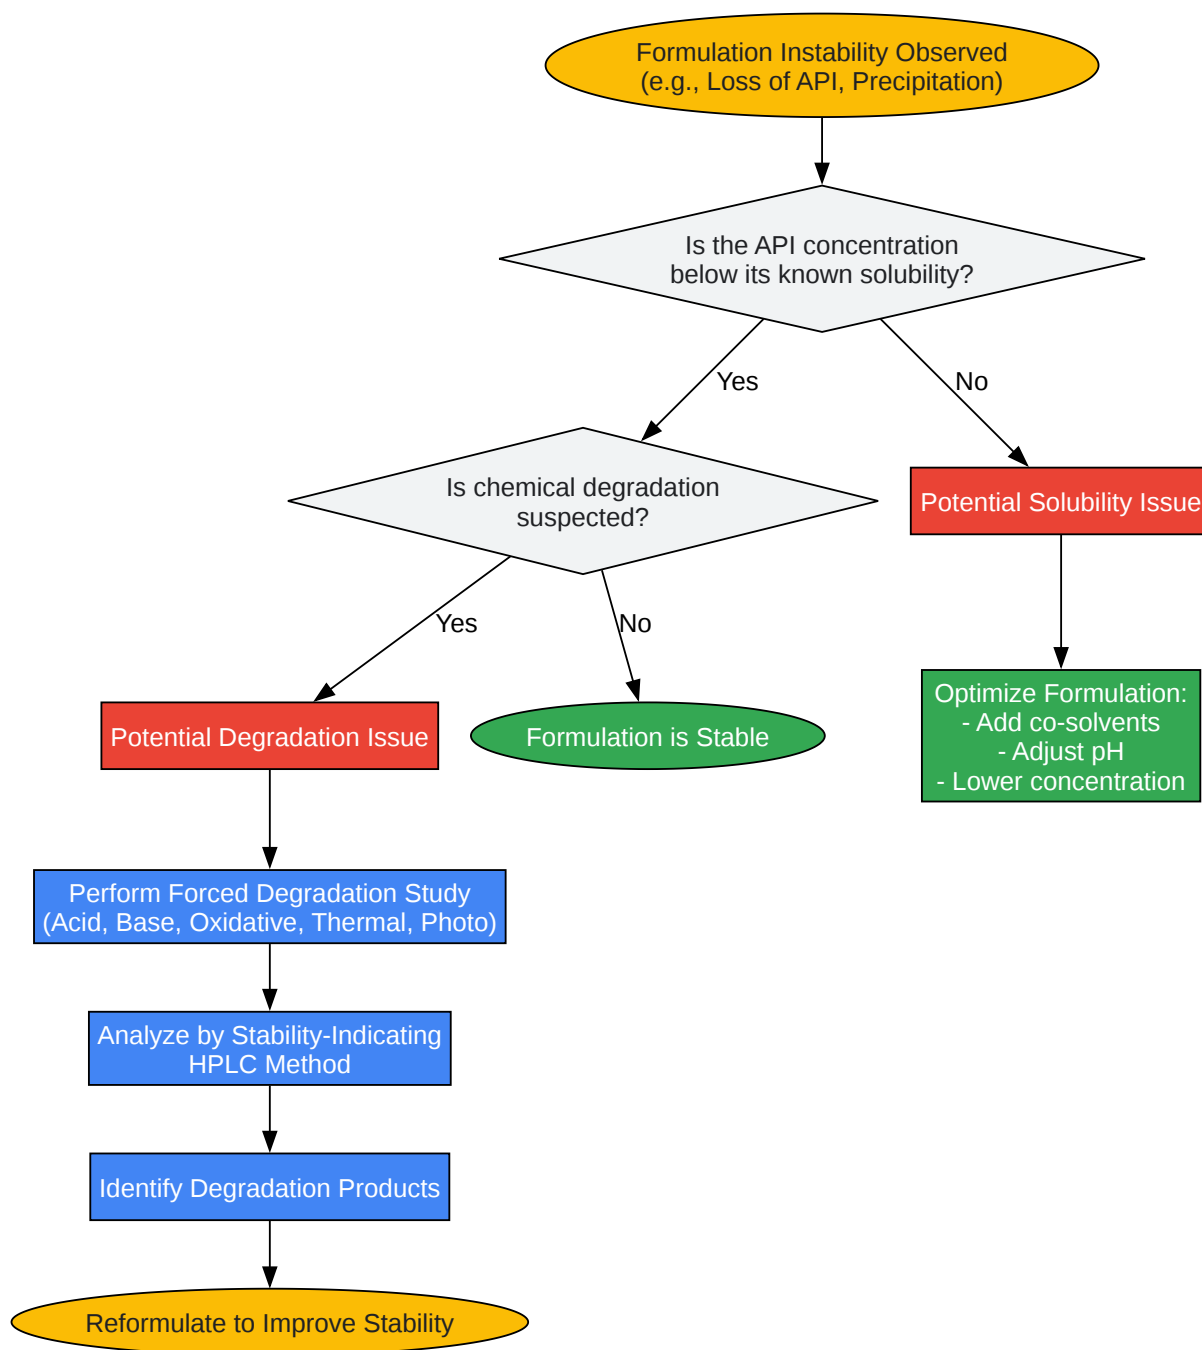 Formulation Instability Observed
(e.g., Loss of API, Precipitation)
Is the API concentration
below its known solubility?
Yes
No
Is chemical degradation
suspected?
Potential Solubility Issue
Yes
No
Optimize Formulation:
- Add co-solvents
- Adjust pH
- Lower concentration
Potential Degradation Issue
Formulation is Stable
Perform Forced Degradation Study
(Acid, Base, Oxidative, Thermal, Photo)
Analyze by Stability-Indicating
HPLC Method
Identify Degradation Products
Reformulate to Improve Stability